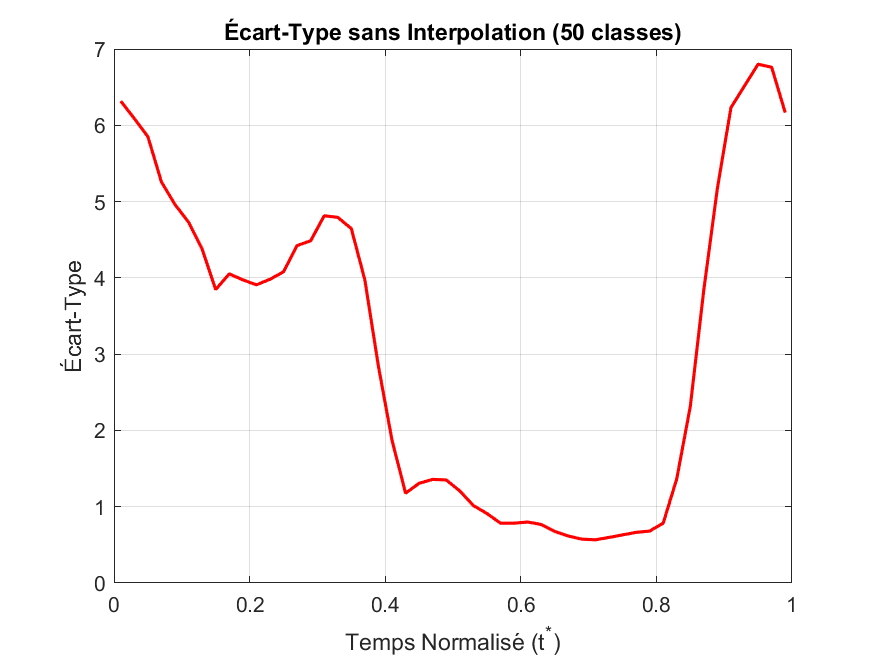 Écart-Type sans Interpolation (50 classes)
7
6
5
4
3
2
1
0
Écart-Type
0 0.2 0.4 0.6 0.8 1
Temps Normalisé (t*)